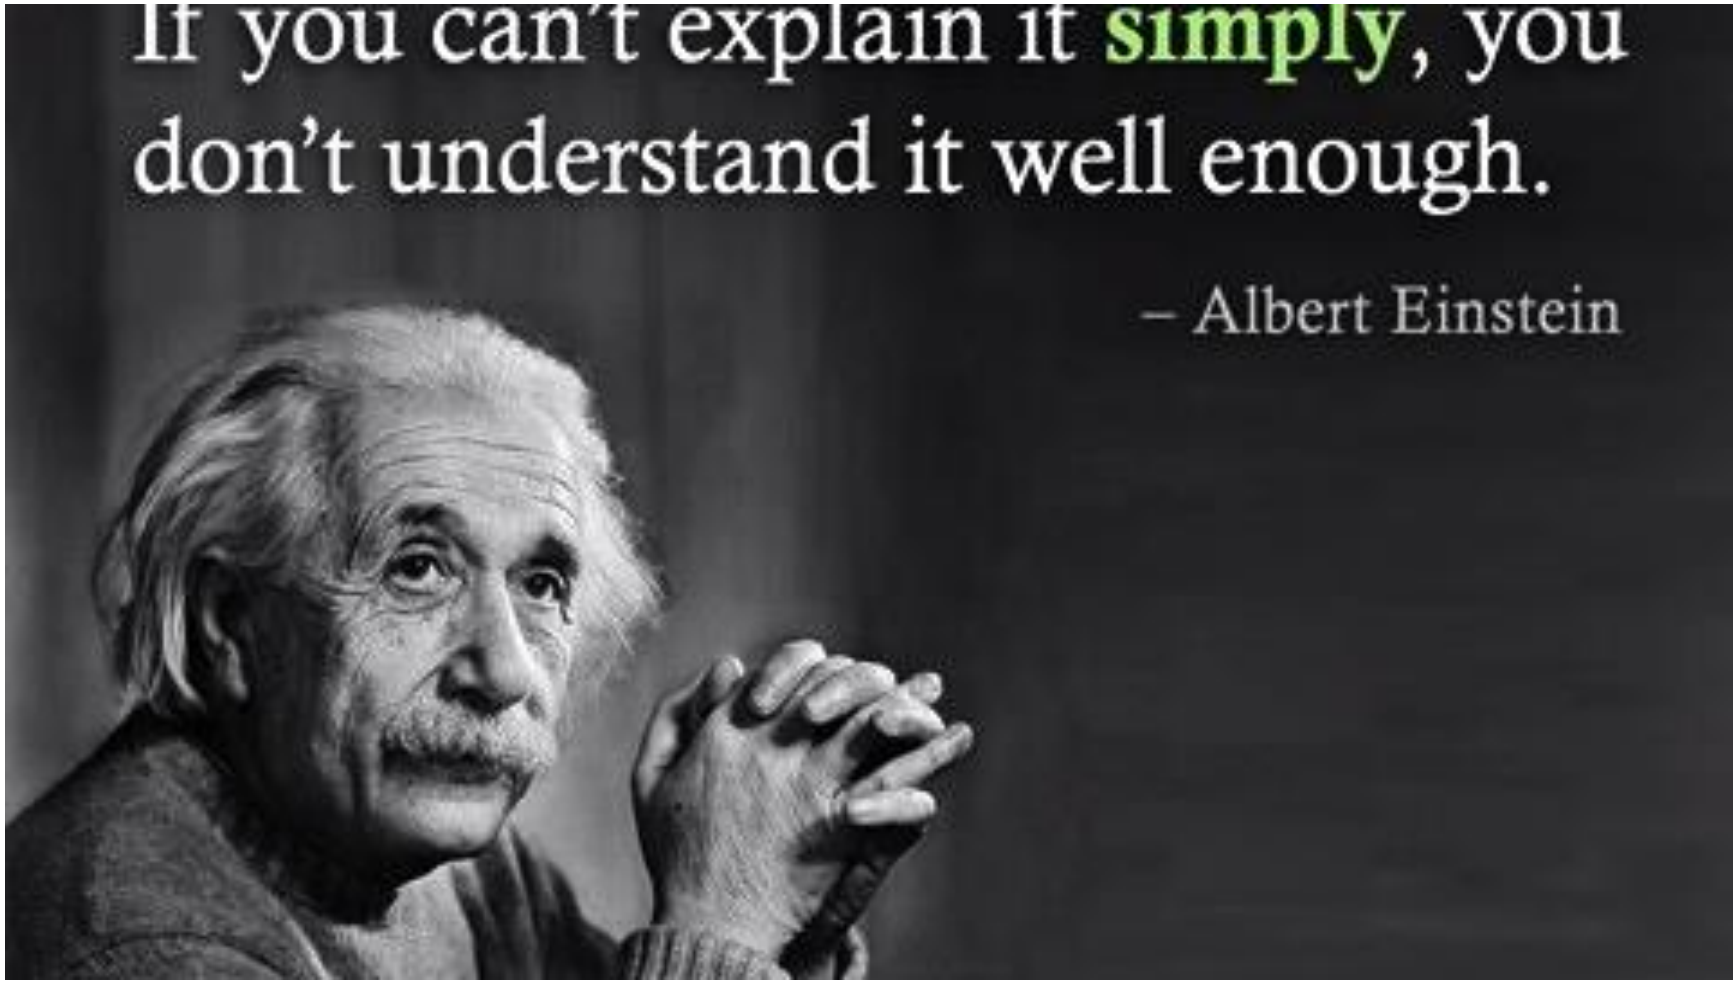 If you can’t explain it simply, you
don’t understand it well enough.
– Albert Einstein